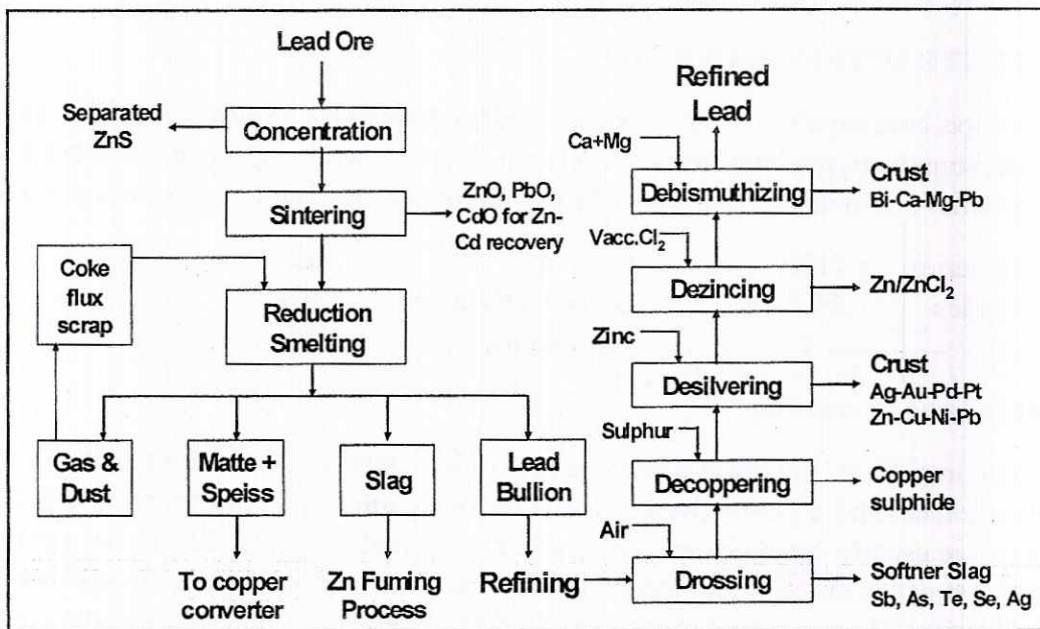 Lead Ore
Separated
ZnS
Concentration
Sintering
ZnO, PbO,
CdO for Zn-
Cd recovery
Coke
flux
scrap
Reduction
Smelting
Gas &
Dust
Matte +
Speiss
Slag
Lead
Bullion
To copper
converter
Zn Fuming
Process
Refining
Refined
Lead
Ca+Mg
Debismuthizing
Crust
Bi-Ca-Mg-Pb
Vacc.Cl₂
Dezincing
Zn/ZnCl₂
Zinc
Desilvering
Crust
Ag-Au-Pd-Pt
Zn-Cu-Ni-Pb
Sulphur
Decoppering
Copper
sulphide
Air
Drossing
Softner Slag
Sb, As, Te, Se, Ag